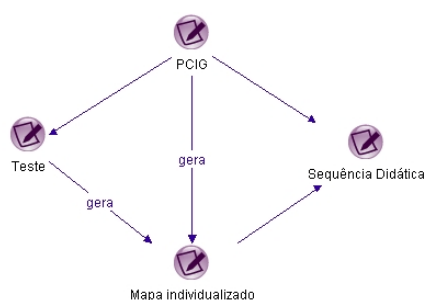 PCIG
Teste
gera
Sequência Didática
gera
Mapa individualizado